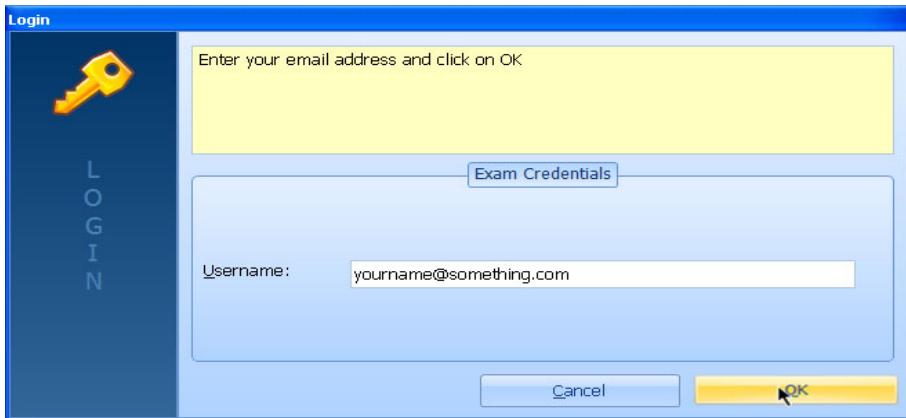 Login
L
O
G
I
N
Enter your email address and click on OK
Exam Credentials
Username:
yourname@something.com
Cancel
OK